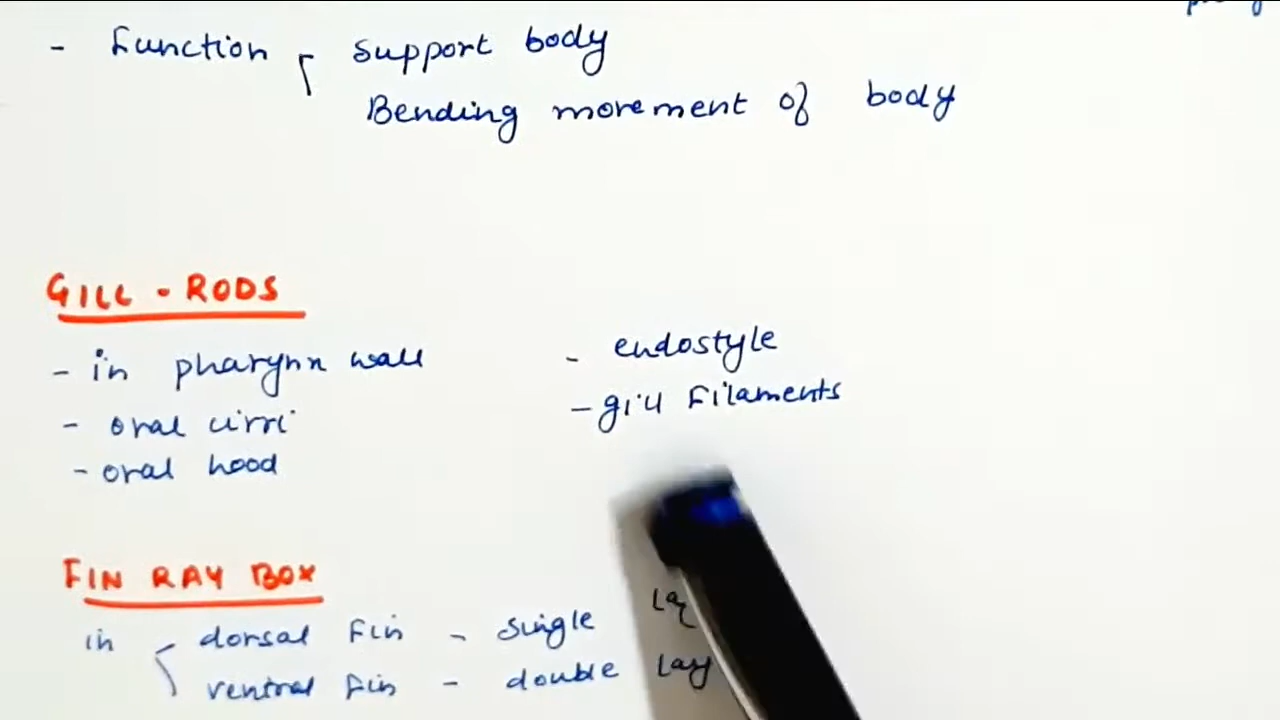 - Function support body
Bending movement of body
GILL - RODS
- in pharynx wall
- oral cirri
- oral hood
- endostyle
- gill filaments
FIN RAY BOX
in dorsal fin - single
ventral fin - double